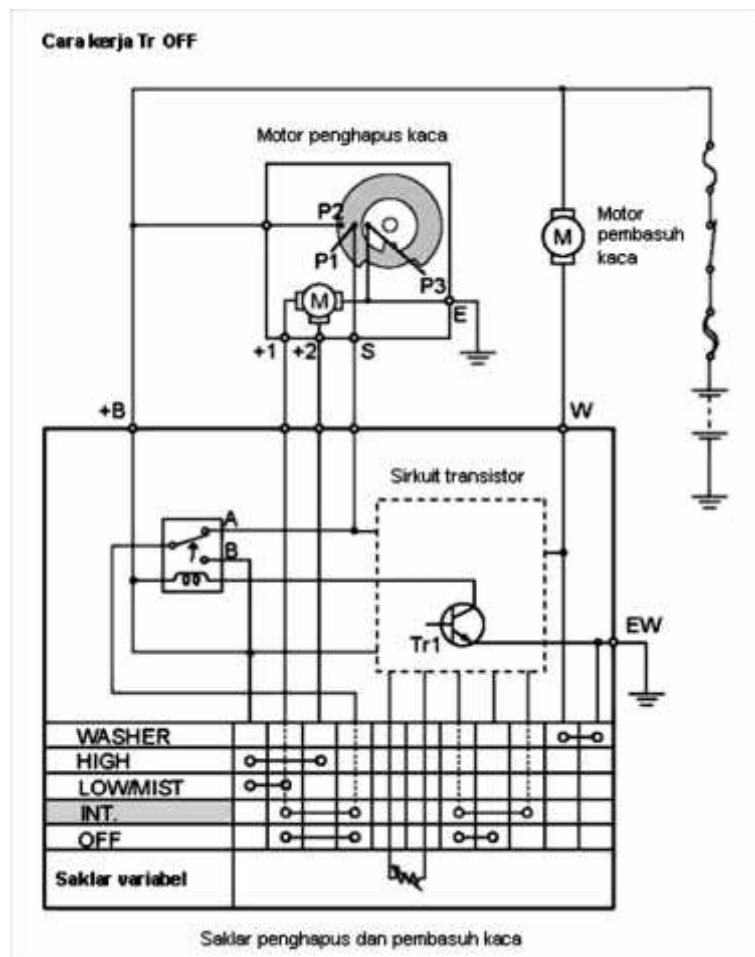 Cara kerja Tr OFF
Motor penghapus kaca
P2
P1
P3
M
E
+1 +2 S
M
Motor
pembasuh
kaca
+B
W
Sirkuit transistor
A
B
Tr1
EW
WASHER
HIGH
LOW/MIST
INT.
OFF
Saklar variabel
Saklar penghapus dan pembasuh kaca